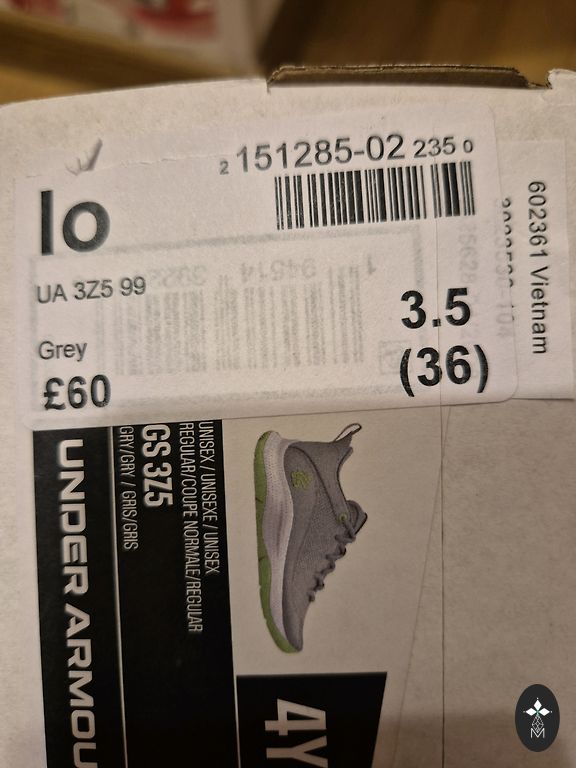 2 151285-02 235 0
lo
UA 3Z5 99
3.5
Grey
(36)
£60
602361 Vietnam
UNISEX / UNISEXE / UNISEX
REGULAR/COUPE NORMALE/REGULAR
GS 3Z5
GRY/GRY / GRIS/GRIS
UNDER ARMOU
4Y
M